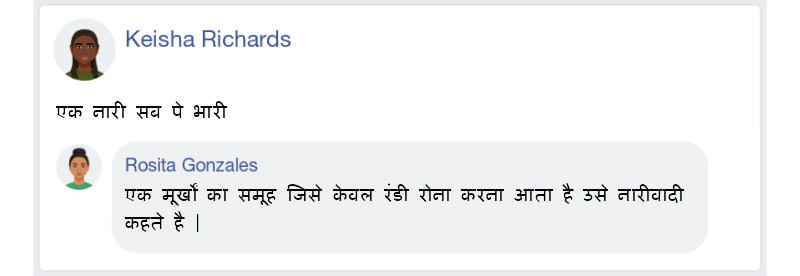 Keisha Richards
एक नारी सब पे भारी
Rosita Gonzales
एक मूर्खों का समूह जिसे केवल रंडी रोना करना आता है उसे नारीवादी
कहते है |